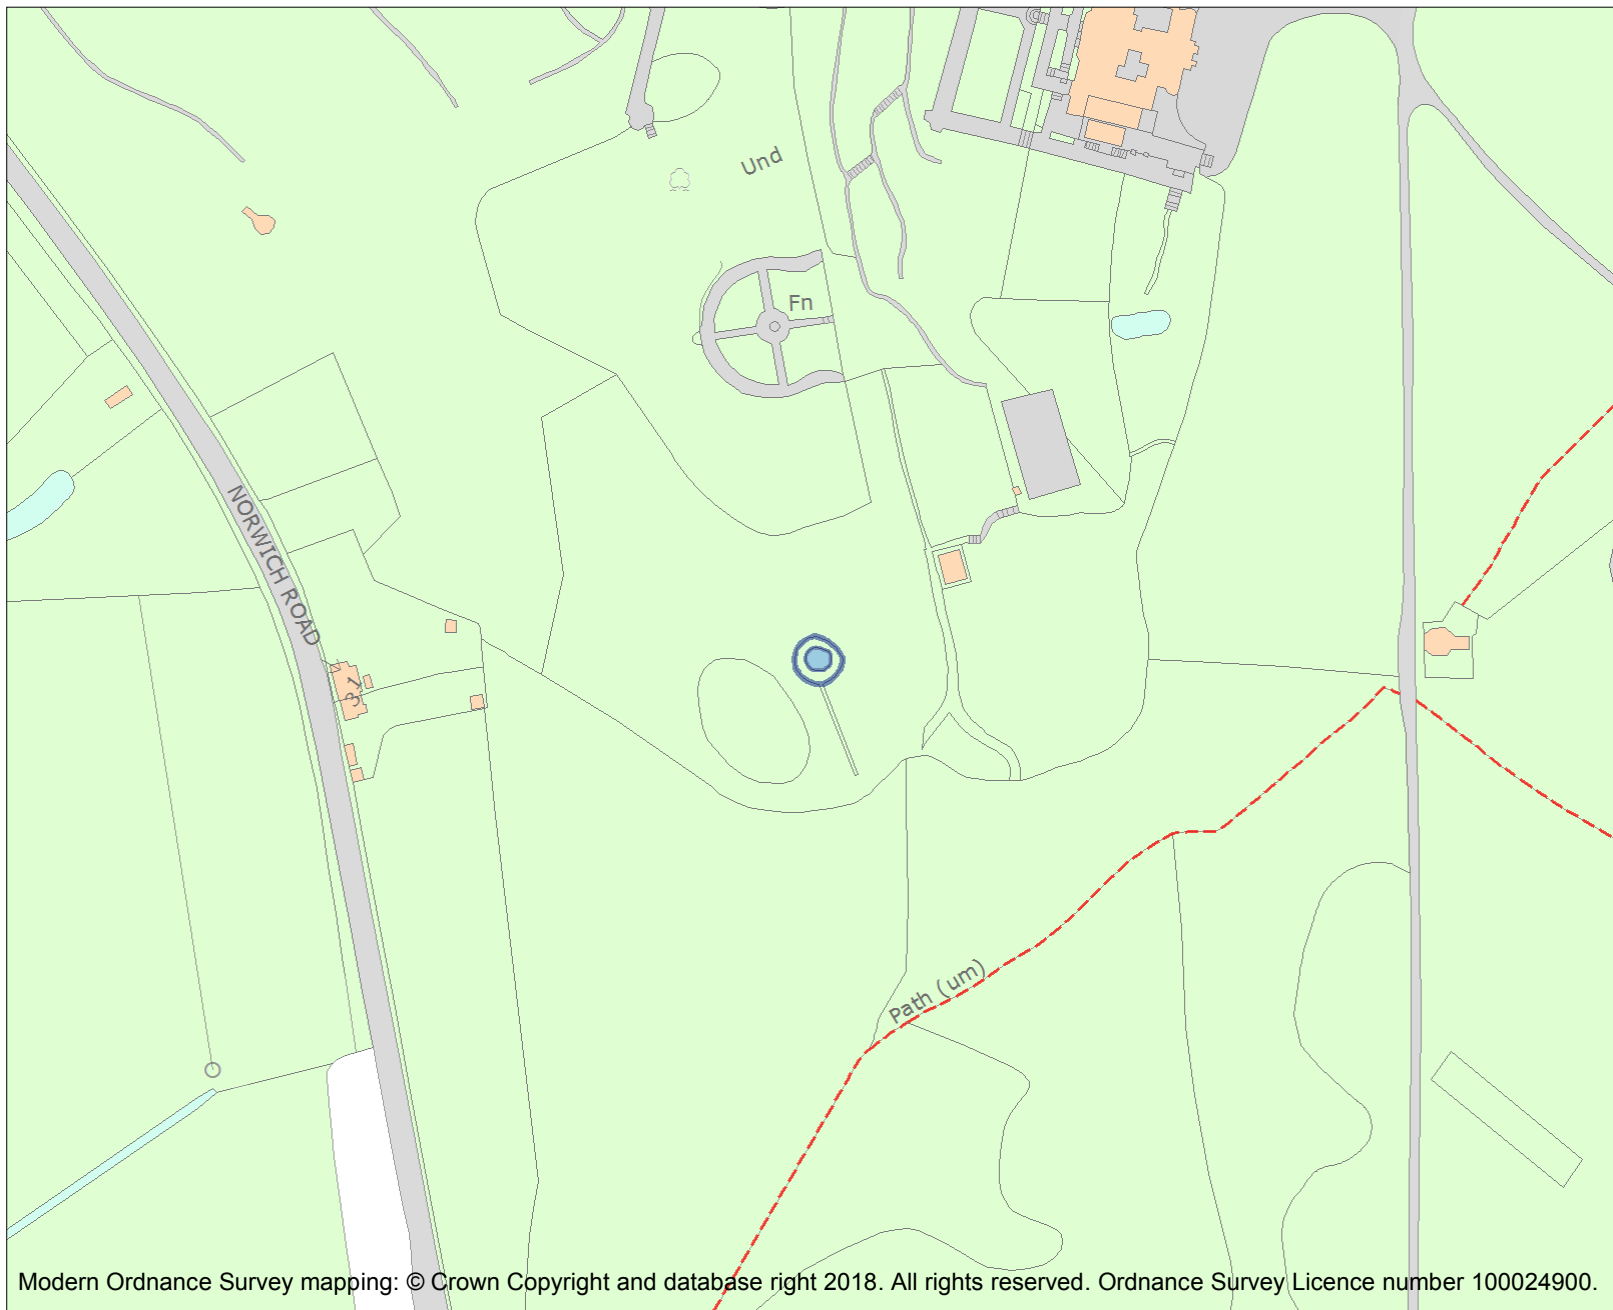 Und
Fn
NORWICH ROAD
31
Path (um)
Modern Ordnance Survey mapping: © Crown Copyright and database right 2018. All rights reserved. Ordnance Survey Licence number 100024900.